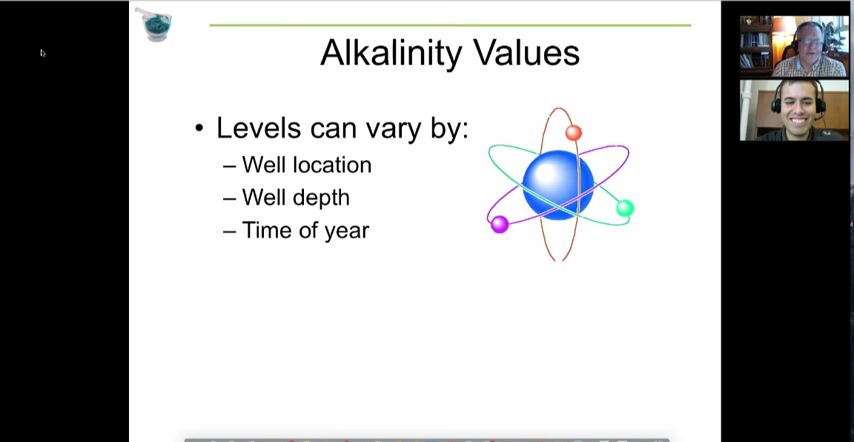 Alkalinity Values
• Levels can vary by:
– Well location
– Well depth
– Time of year